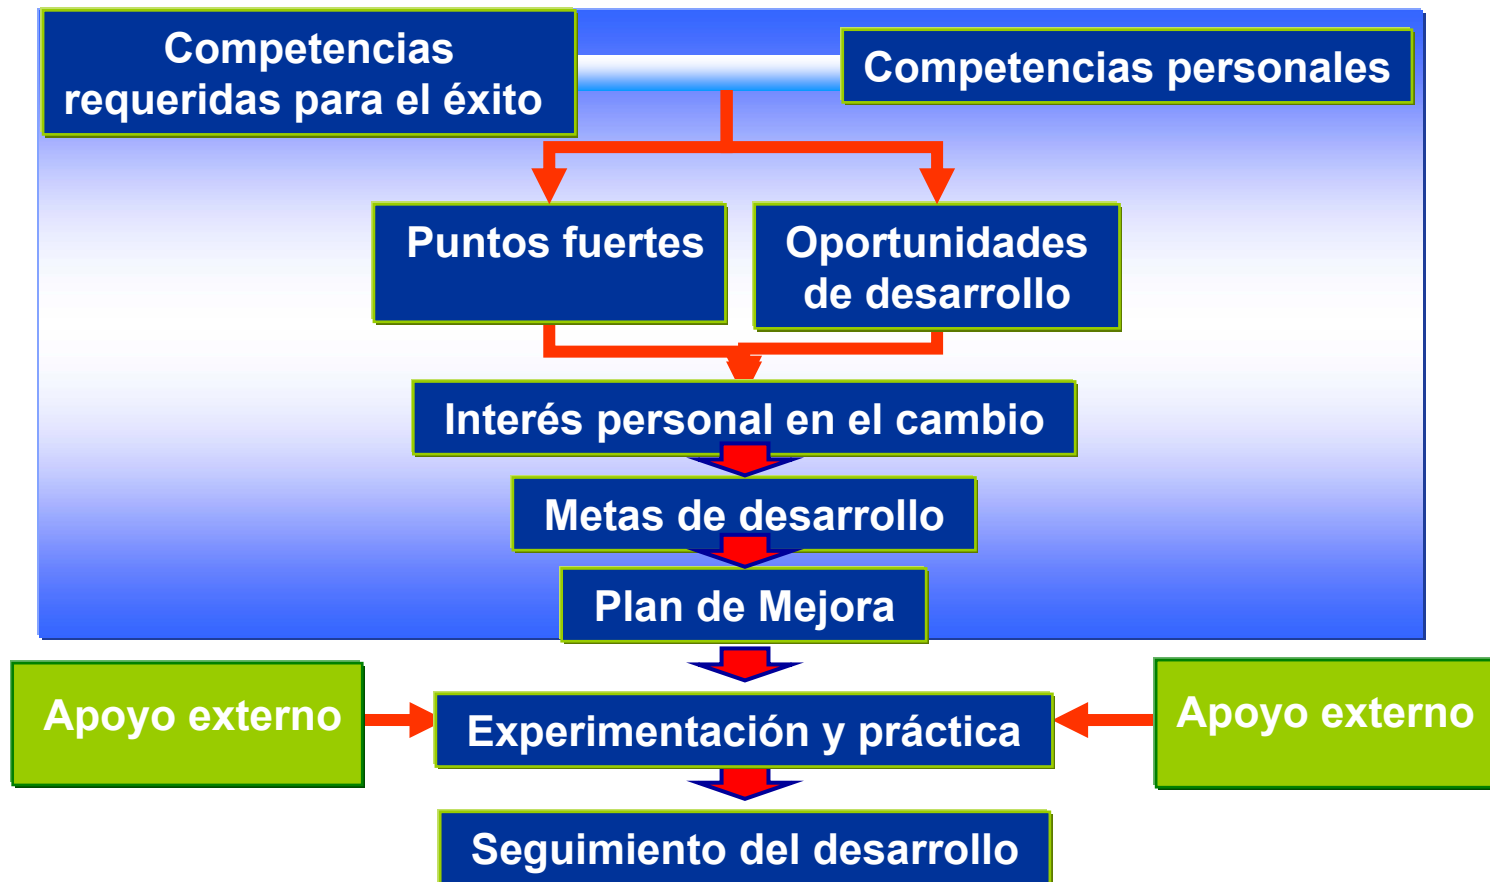 Competencias
requeridas para el éxito
Competencias personales
Puntos fuertes
Oportunidades
de desarrollo
Interés personal en el cambio
Metas de desarrollo
Plan de Mejora
Apoyo externo
Experimentación y práctica
Apoyo externo
Seguimiento del desarrollo